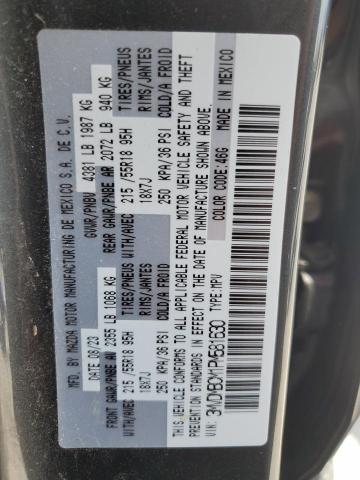 MFD. BY MAZDA MOTOR MANUFACTURING DE MEXICO S.A. DE C.V.
DATE 08/23 GVWR/PNBV 4381 LB 1987 KG
FRONT GAWR/PNBE AV 2355 LB 1068 KG REAR GAWR/PNBE AR 2072 LB 940 KG
WITH/AVEC 215/55R18 95H TIRES/PNEUS WITH/AVEC 215/55R18 95H TIRES/PNEUS
18X7J RIMS/JANTES 18X7J RIMS/JANTES
250 KPA/36 PSI COLD/A FROID 250 KPA/36 PSI COLD/A FROID
THIS VEHICLE CONFORMS TO ALL APPLICABLE FEDERAL MOTOR VEHICLE SAFETY AND THEFT
PREVENTION STANDARDS IN EFFECT ON THE DATE OF MANUFACTURE SHOWN ABOVE.
VIN: TYPE:MPV COLOR CODE:46G MADE IN MEXICO